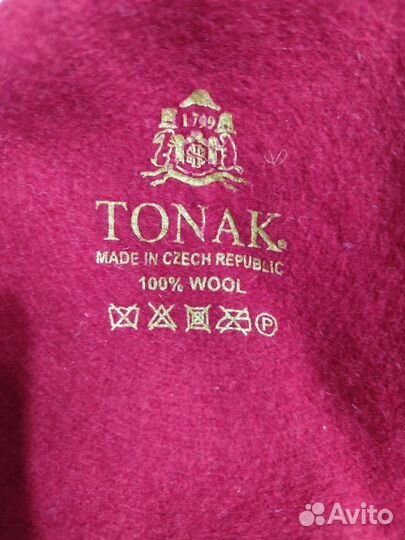 1799
TONAK®
MADE IN CZECH REPUBLIC
100% WOOL
P
Avito